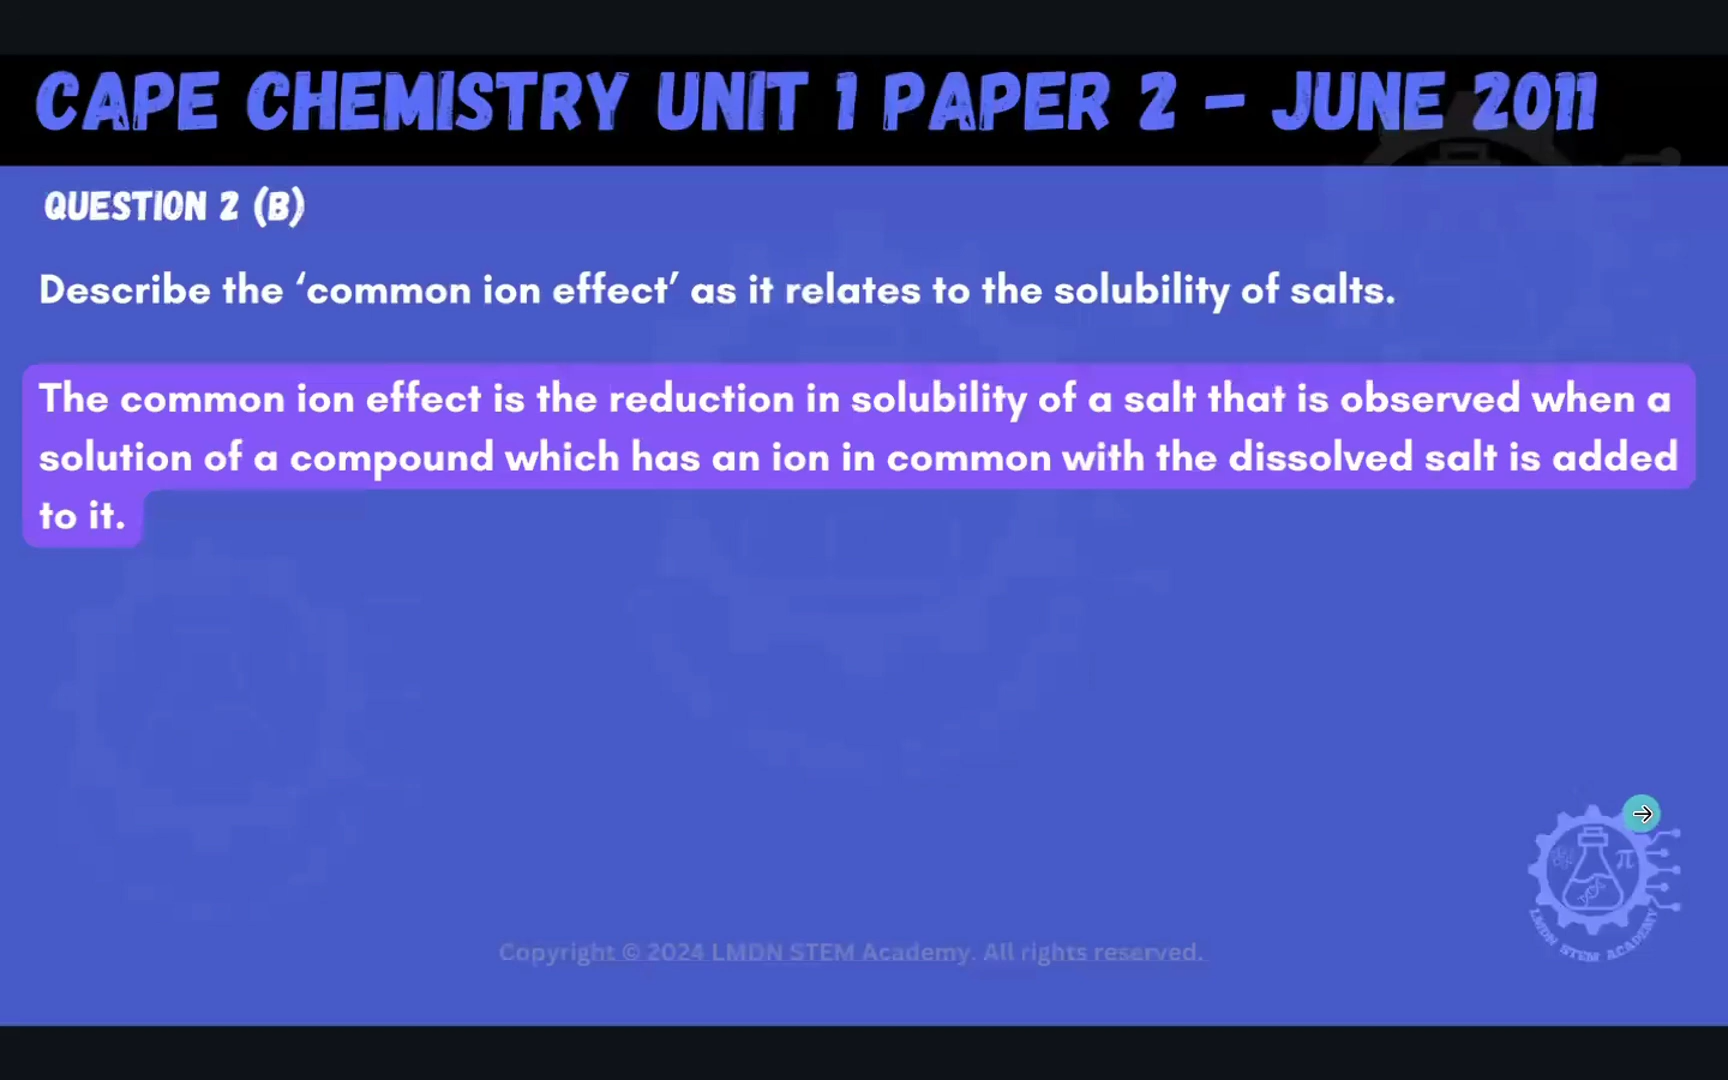 CAPE CHEMISTRY UNIT 1 PAPER 2 – JUNE 2011
QUESTION 2 (B)
Describe the ‘common ion effect’ as it relates to the solubility of salts.
The common ion effect is the reduction in solubility of a salt that is observed when a
solution of a compound which has an ion in common with the dissolved salt is added
to it.
π
LMDN STEM ACADEMY
Copyright © 2024 LMDN STEM Academy. All rights reserved.